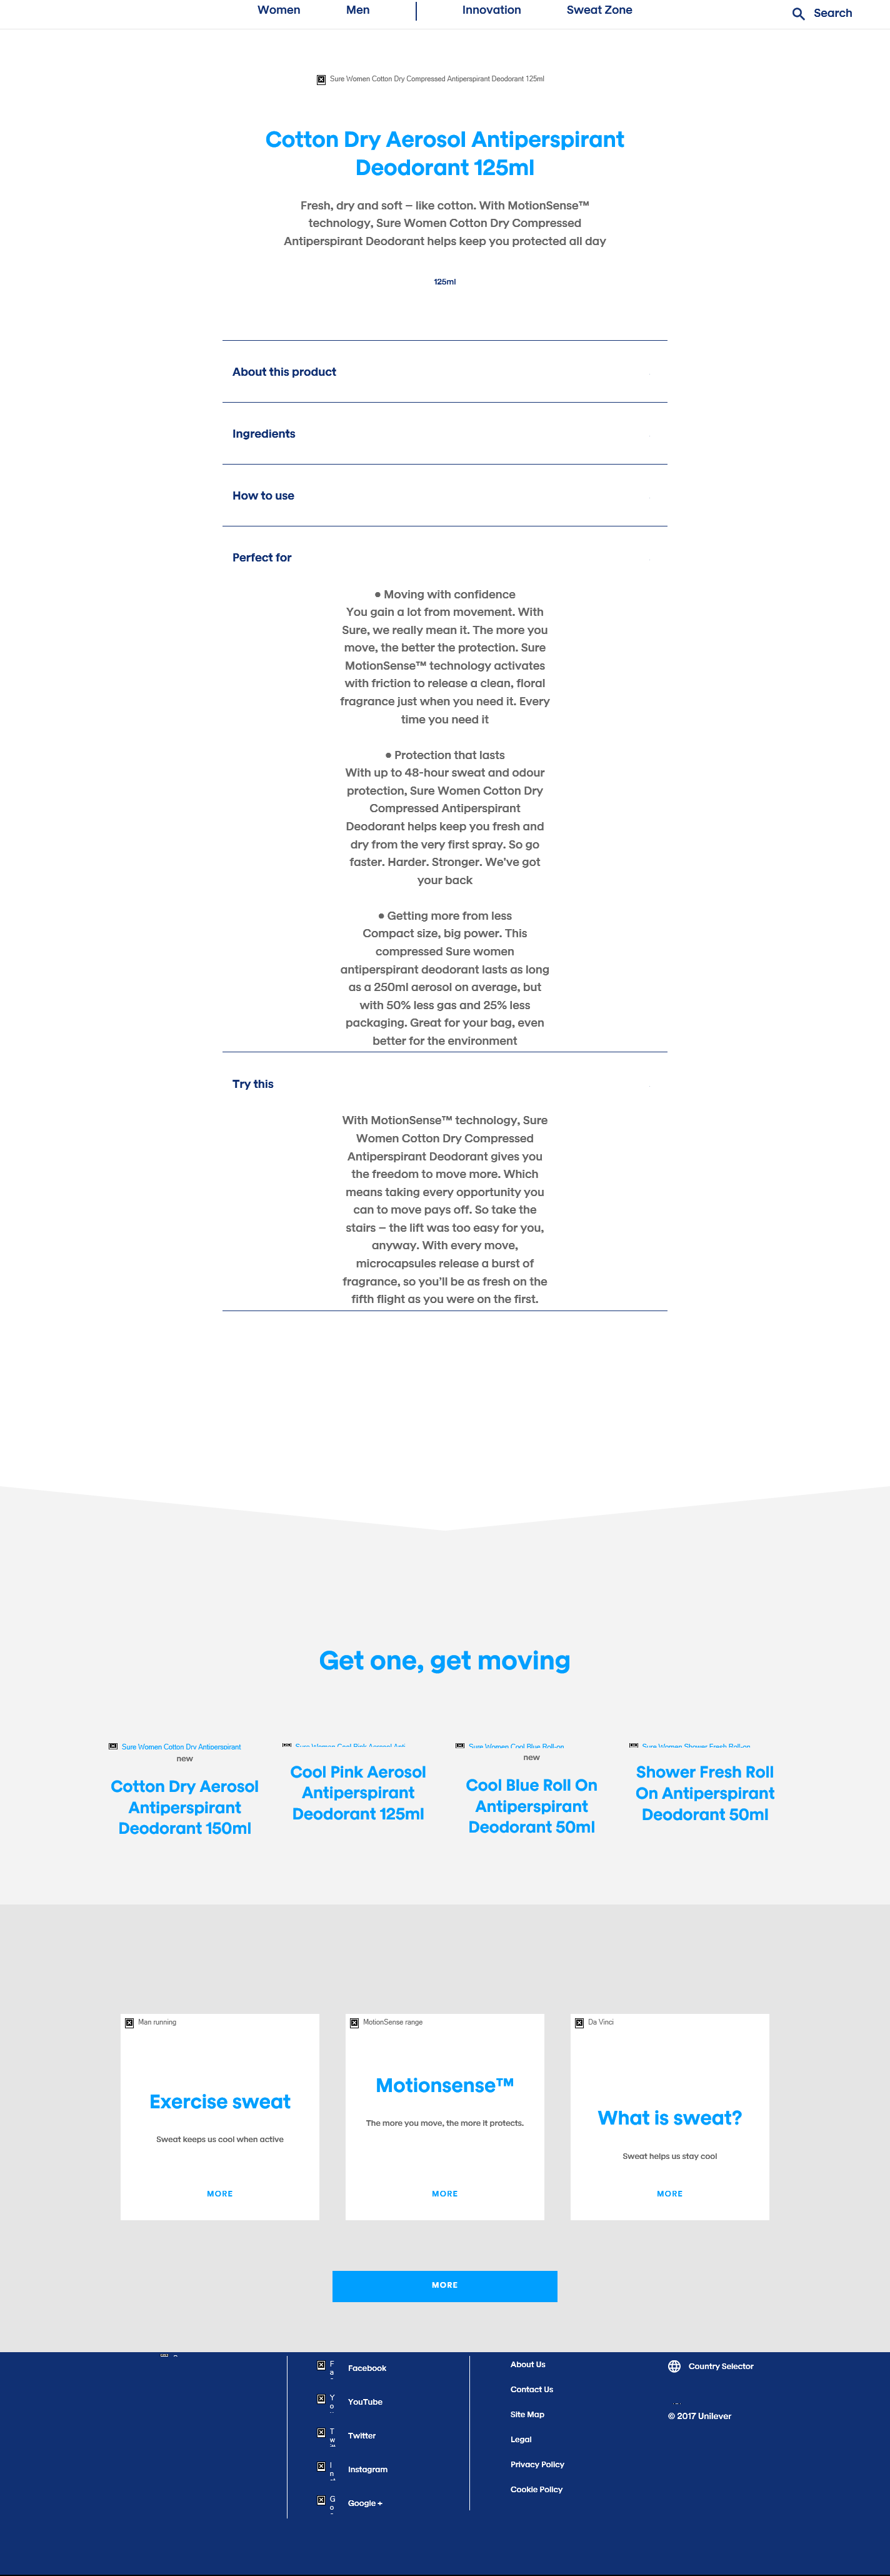 Women Men Innovation Sweat Zone Search
Sure Women Cotton Dry Compressed Antiperspirant Deodorant 125ml
Cotton Dry Aerosol Antiperspirant
Deodorant 125ml
Fresh, dry and soft – like cotton. With MotionSense™
technology, Sure Women Cotton Dry Compressed
Antiperspirant Deodorant helps keep you protected all day
125ml
About this product
Ingredients
How to use
Perfect for
● Moving with confidence
You gain a lot from movement. With
Sure, we really mean it. The more you
move, the better the protection. Sure
MotionSense™ technology activates
with friction to release a clean, floral
fragrance just when you need it. Every
time you need it
● Protection that lasts
With up to 48-hour sweat and odour
protection, Sure Women Cotton Dry
Compressed Antiperspirant
Deodorant helps keep you fresh and
dry from the very first spray. So go
faster. Harder. Stronger. We've got
your back
● Getting more from less
Compact size, big power. This
compressed Sure women
antiperspirant deodorant lasts as long
as a 250ml aerosol on average, but
with 50% less gas and 25% less
packaging. Great for your bag, even
better for the environment
Try this
With MotionSense™ technology, Sure
Women Cotton Dry Compressed
Antiperspirant Deodorant gives you
the freedom to move more. Which
means taking every opportunity you
can to move pays off. So take the
stairs – the lift was too easy for you,
anyway. With every move,
microcapsules release a burst of
fragrance, so you'll be as fresh on the
fifth flight as you were on the first.
Get one, get moving
Sure Women Cotton Dry Antiperspirant
new
Cotton Dry Aerosol
Antiperspirant
Deodorant 150ml
Sure Women Cool Pink Aerosol Anti
Cool Pink Aerosol
Antiperspirant
Deodorant 125ml
Sure Women Cool Blue Roll-on
new
Cool Blue Roll On
Antiperspirant
Deodorant 50ml
Sure Women Shower Fresh Roll-on
Shower Fresh Roll
On Antiperspirant
Deodorant 50ml
Man running
Exercise sweat
Sweat keeps us cool when active
MORE
MotionSense range
Motionsense™
The more you move, the more it protects.
MORE
Da Vinci
What is sweat?
Sweat helps us stay cool
MORE
MORE
Fa
Facebook
Yo
YouTube
Tw
Twitter
In
Instagram
Go
Google +
About Us
Contact Us
Site Map
Legal
Privacy Policy
Cookie Policy
Country Selector
© 2017 Unilever